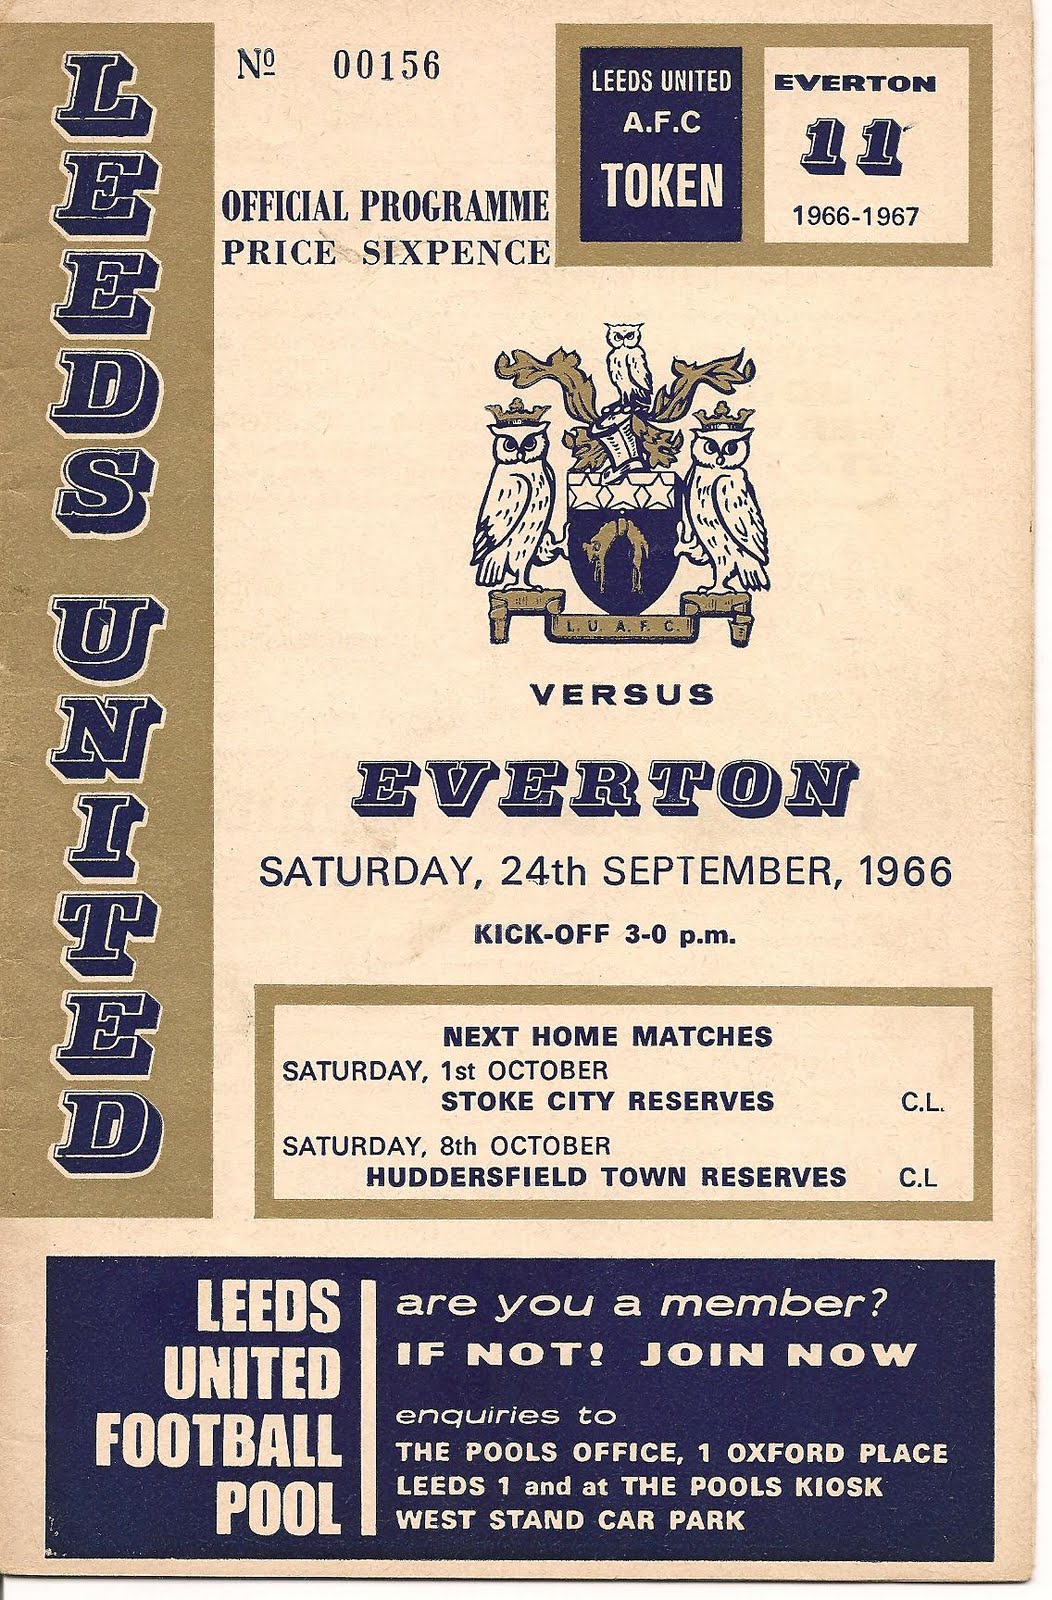 LEEDS UNITED
Nº 00156
OFFICIAL PROGRAMME
PRICE SIXPENCE
LEEDS UNITED
A.F.C
TOKEN
EVERTON
11
1966-1967
L. U. A. F. C.
VERSUS
EVERTON
SATURDAY, 24th SEPTEMBER, 1966
KICK-OFF 3-0 p.m.
NEXT HOME MATCHES
SATURDAY, 1st OCTOBER
STOKE CITY RESERVES C.L.
SATURDAY, 8th OCTOBER
HUDDERSFIELD TOWN RESERVES C.L
LEEDS
UNITED
FOOTBALL
POOL
are you a member?
IF NOT! JOIN NOW
enquiries to
THE POOLS OFFICE, 1 OXFORD PLACE
LEEDS 1 and at THE POOLS KIOSK
WEST STAND CAR PARK